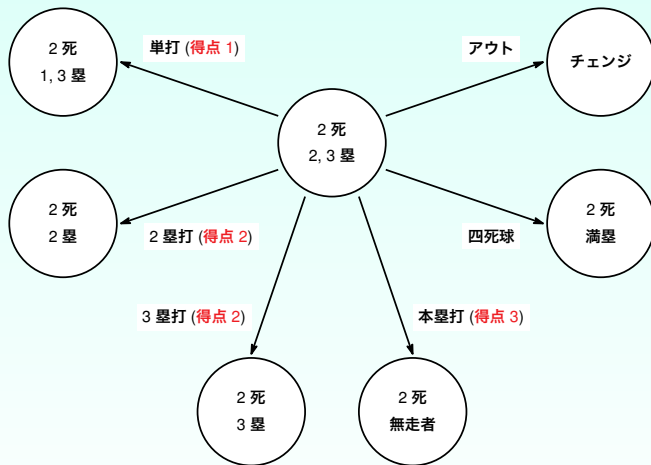 2 死
1, 3 塁
単打 (得点 1)
アウト
チェンジ
2 死
2, 3 塁
2 死
2 塁
2 塁打 (得点 2)
四死球
2 死
満塁
3 塁打 (得点 2)
本塁打 (得点 3)
2 死
3 塁
2 死
無走者